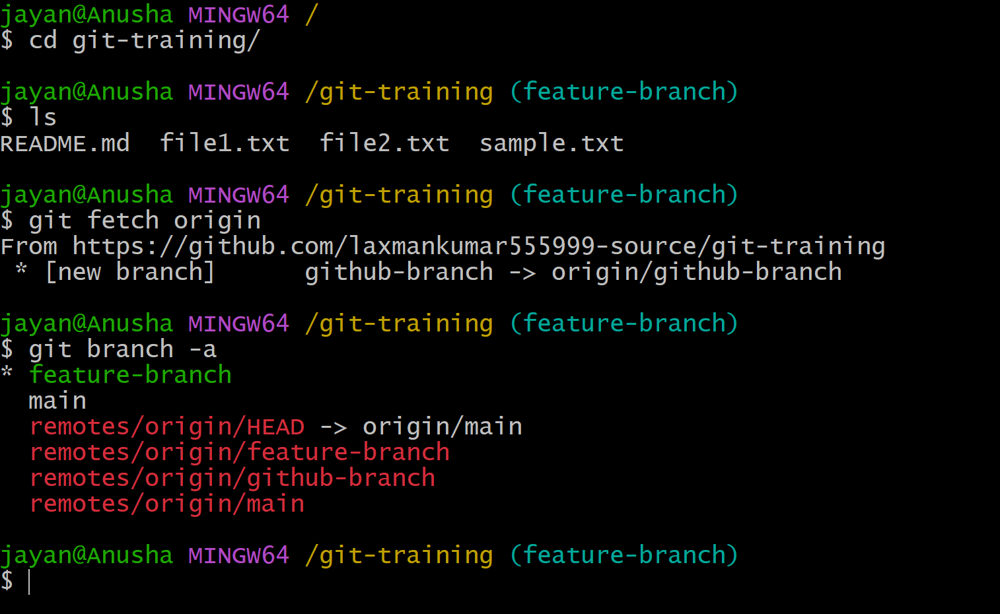 jayan@Anusha MINGW64 /
$ cd git-training/
jayan@Anusha MINGW64 /git-training (feature-branch)
$ ls
README.md  file1.txt  file2.txt  sample.txt
jayan@Anusha MINGW64 /git-training (feature-branch)
$ git fetch origin
From https://github.com/laxmankumar555999-source/git-training
 * [new branch]      github-branch -> origin/github-branch
jayan@Anusha MINGW64 /git-training (feature-branch)
$ git branch -a
* feature-branch
  main
  remotes/origin/HEAD -> origin/main
  remotes/origin/feature-branch
  remotes/origin/github-branch
  remotes/origin/main
jayan@Anusha MINGW64 /git-training (feature-branch)
$